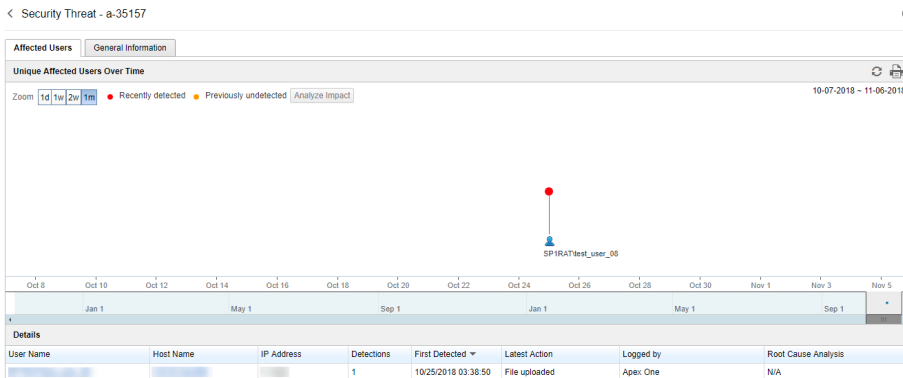 < Security Threat - a-35157
Affected Users General Information
Unique Affected Users Over Time
Zoom 1d 1w 2w 1m Recently detected Previously undetected Analyze Impact 10-07-2018 ~ 11-06-2018
SP1RAT\test_user_08
Oct 8 Oct 10 Oct 12 Oct 14 Oct 16 Oct 18 Oct 20 Oct 22 Oct 24 Oct 26 Oct 28 Oct 30 Nov 1 Nov 3 Nov 5
Jan 1 May 1 Sep 1 Jan 1 May 1 Sep 1
Details
User Name Host Name IP Address Detections First Detected Latest Action Logged by Root Cause Analysis
1 10/25/2018 03:38:50 File uploaded Apex One N/A